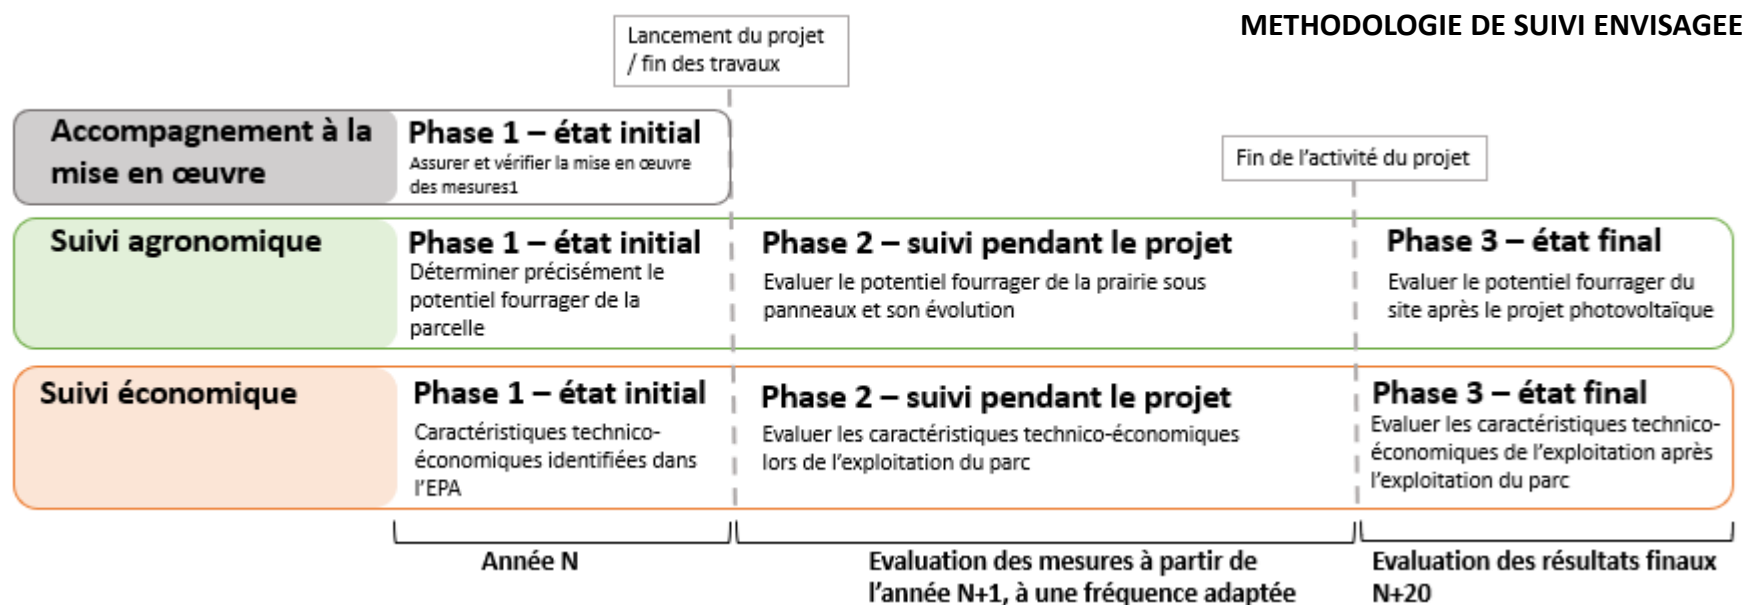 METHODOLOGIE DE SUIVI ENVISAGEE
Lancement du projet
/ fin des travaux
Accompagnement à la
mise en œuvre
Phase 1 – état initial
Assurer et vérifier la mise en œuvre
des mesures1
Fin de l'activité du projet
Suivi agronomique
Phase 1 – état initial
Déterminer précisément le
potentiel fourrager de la
parcelle
Phase 2 – suivi pendant le projet
Evaluer le potentiel fourrager de la prairie sous
panneaux et son évolution
Phase 3 – état final
Evaluer le potentiel fourrager du
site après le projet photovoltaïque
Suivi économique
Phase 1 – état initial
Caractéristiques technico-
économiques identifiées dans
l'EPA
Phase 2 – suivi pendant le projet
Evaluer les caractéristiques technico-économiques
lors de l'exploitation du parc
Phase 3 – état final
Evaluer les caractéristiques technico-
économiques de l'exploitation après
l'exploitation du parc
Année N
Evaluation des mesures à partir de
l'année N+1, à une fréquence adaptée
Evaluation des résultats finaux
N+20